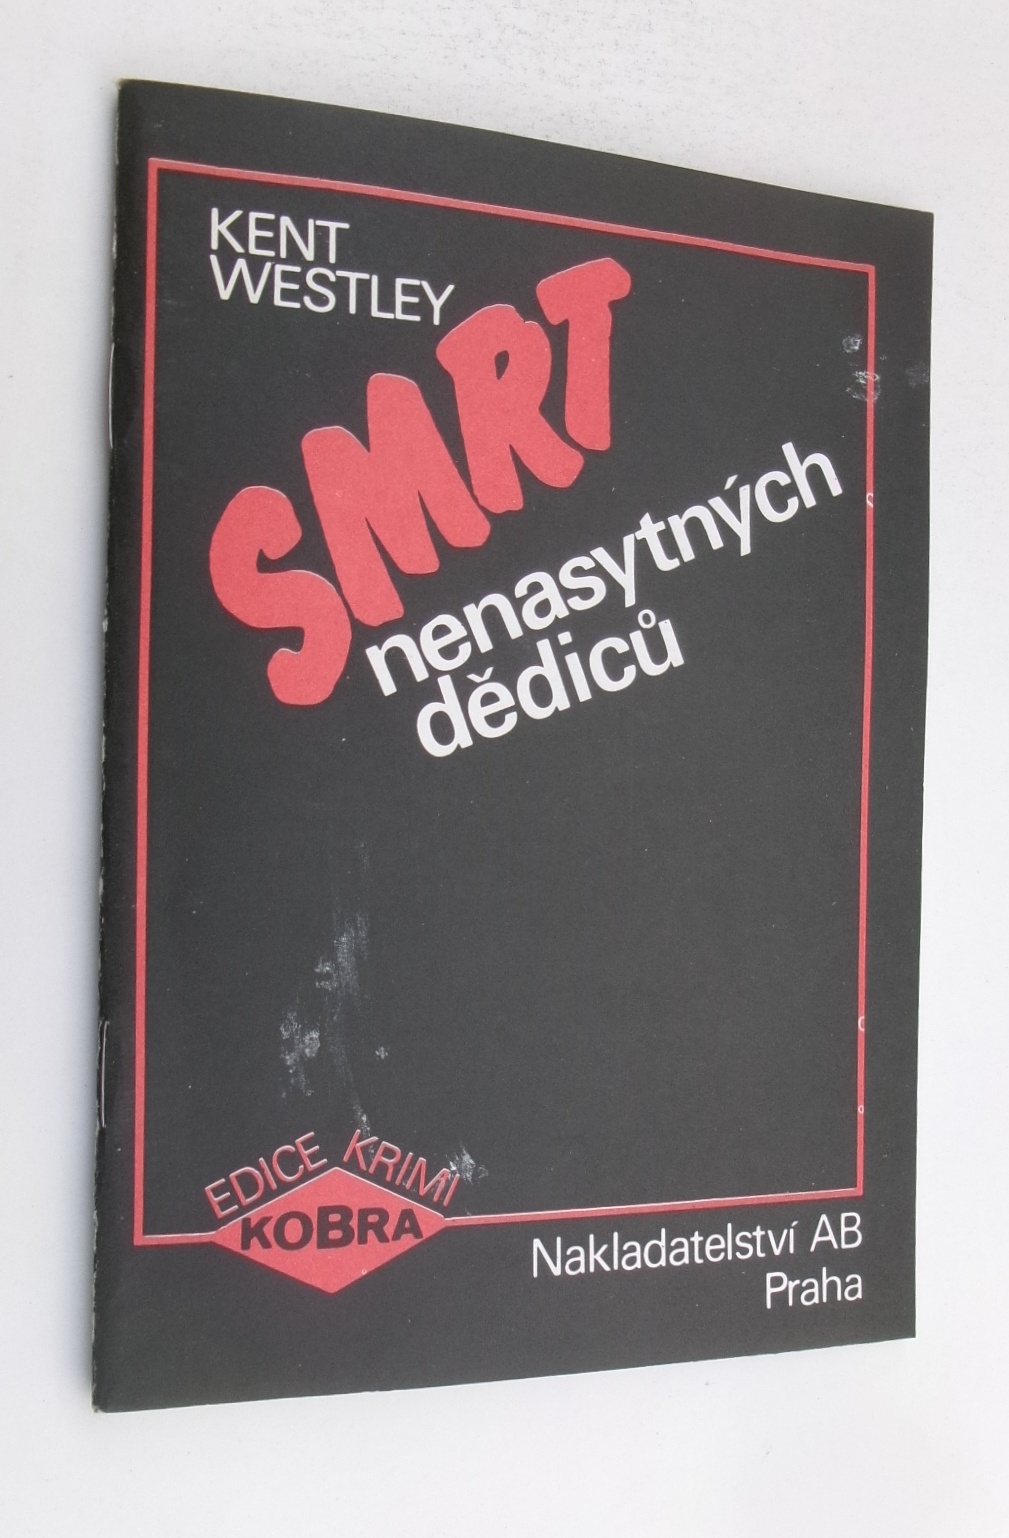 KENT
WESTLEY
SMRT
nenasytných
dědiců
EDICE KRIMI
KOBRA
Nakladatelství AB
Praha